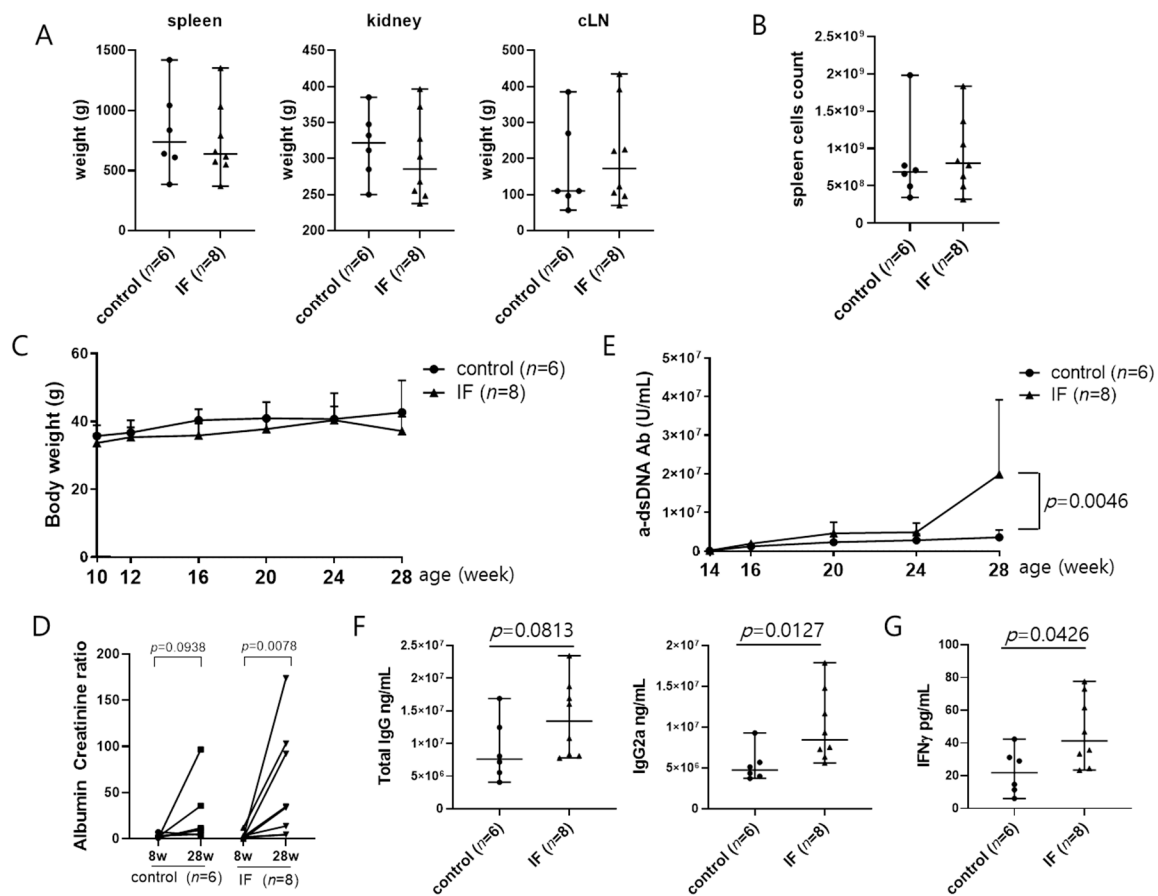 A
spleen
weight (g)
1500
1000
500
0
control (n=6)
IF (n=8)
kidney
weight (g)
450
400
350
300
250
200
control (n=6)
IF (n=8)
cLN
weight (g)
500
400
300
200
100
0
control (n=6)
IF (n=8)
B
spleen cells count
2.5×10⁹
2×10⁹
1.5×10⁹
1×10⁹
5×10⁸
0
control (n=6)
IF (n=8)
C
Body weight (g)
60
40
20
0
10 12 16 20 24 28 age (week)
control (n=6)
IF (n=8)
E
a-dsDNA Ab (U/mL)
5×10⁷
4×10⁷
3×10⁷
2×10⁷
1×10⁷
0
14 16 20 24 28 age (week)
control (n=6)
IF (n=8)
p=0.0046
D
Albumin Creatinine ratio
200
150
100
50
0
p=0.0938
p=0.0078
8w 28w 8w 28w
control (n=6) IF (n=8)
F
Total IgG ng/mL
2.5×10⁷
2×10⁷
1.5×10⁷
1×10⁷
5×10⁶
0
p=0.0813
control (n=6)
IF (n=8)
IgG2a ng/mL
2×10⁷
1.5×10⁷
1×10⁷
5×10⁶
0
p=0.0127
control (n=6)
IF (n=8)
G
IFNγ pg/mL
100
80
60
40
20
0
p=0.0426
control (n=6)
IF (n=8)